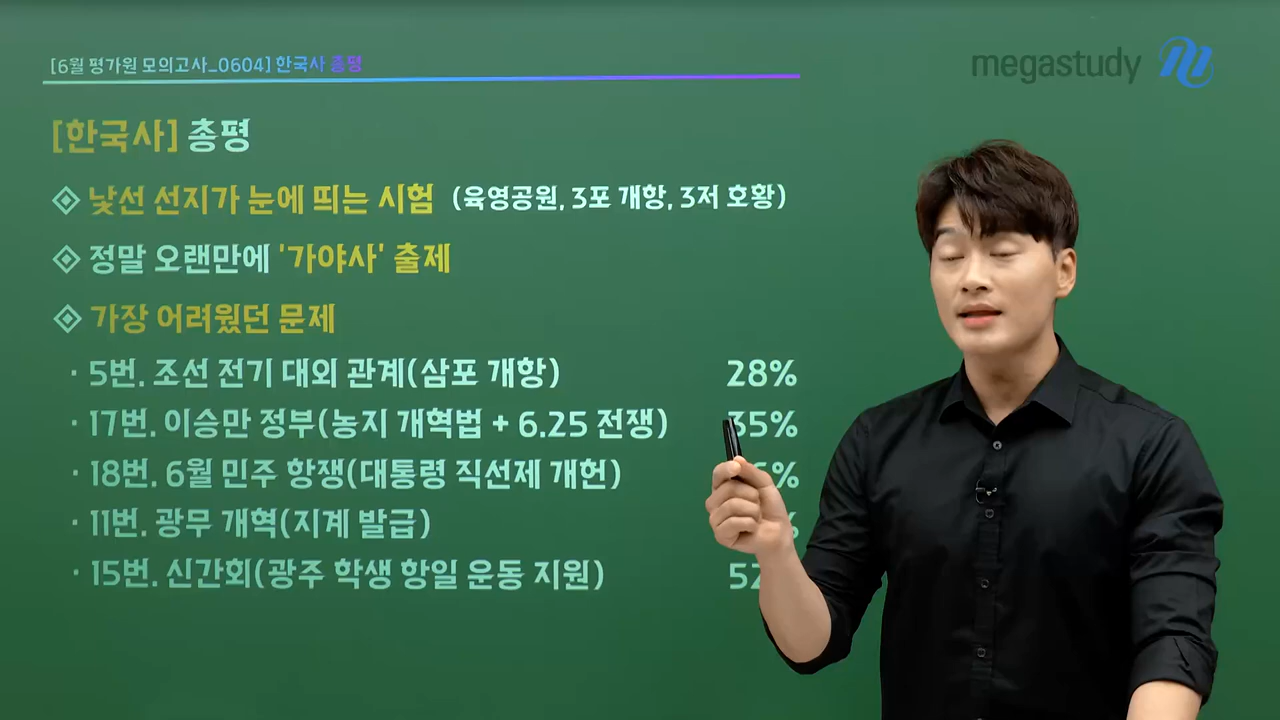 [6월 평가원 모의고사_0604] 한국사 총평
megastudy
[한국사] 총평
낯선 선지가 눈에 띄는 시험 (육영공원, 3포 개항, 3저 호황)
정말 오랜만에 '가야사' 출제
가장 어려웠던 문제
· 5번. 조선 전기 대외 관계(삼포 개항) 28%
· 17번. 이승만 정부(농지 개혁법 + 6.25 전쟁) 35%
· 18번. 6월 민주 항쟁(대통령 직선제 개헌)
· 11번. 광무 개혁(지계 발급)
· 15번. 신간회(광주 학생 항일 운동 지원)